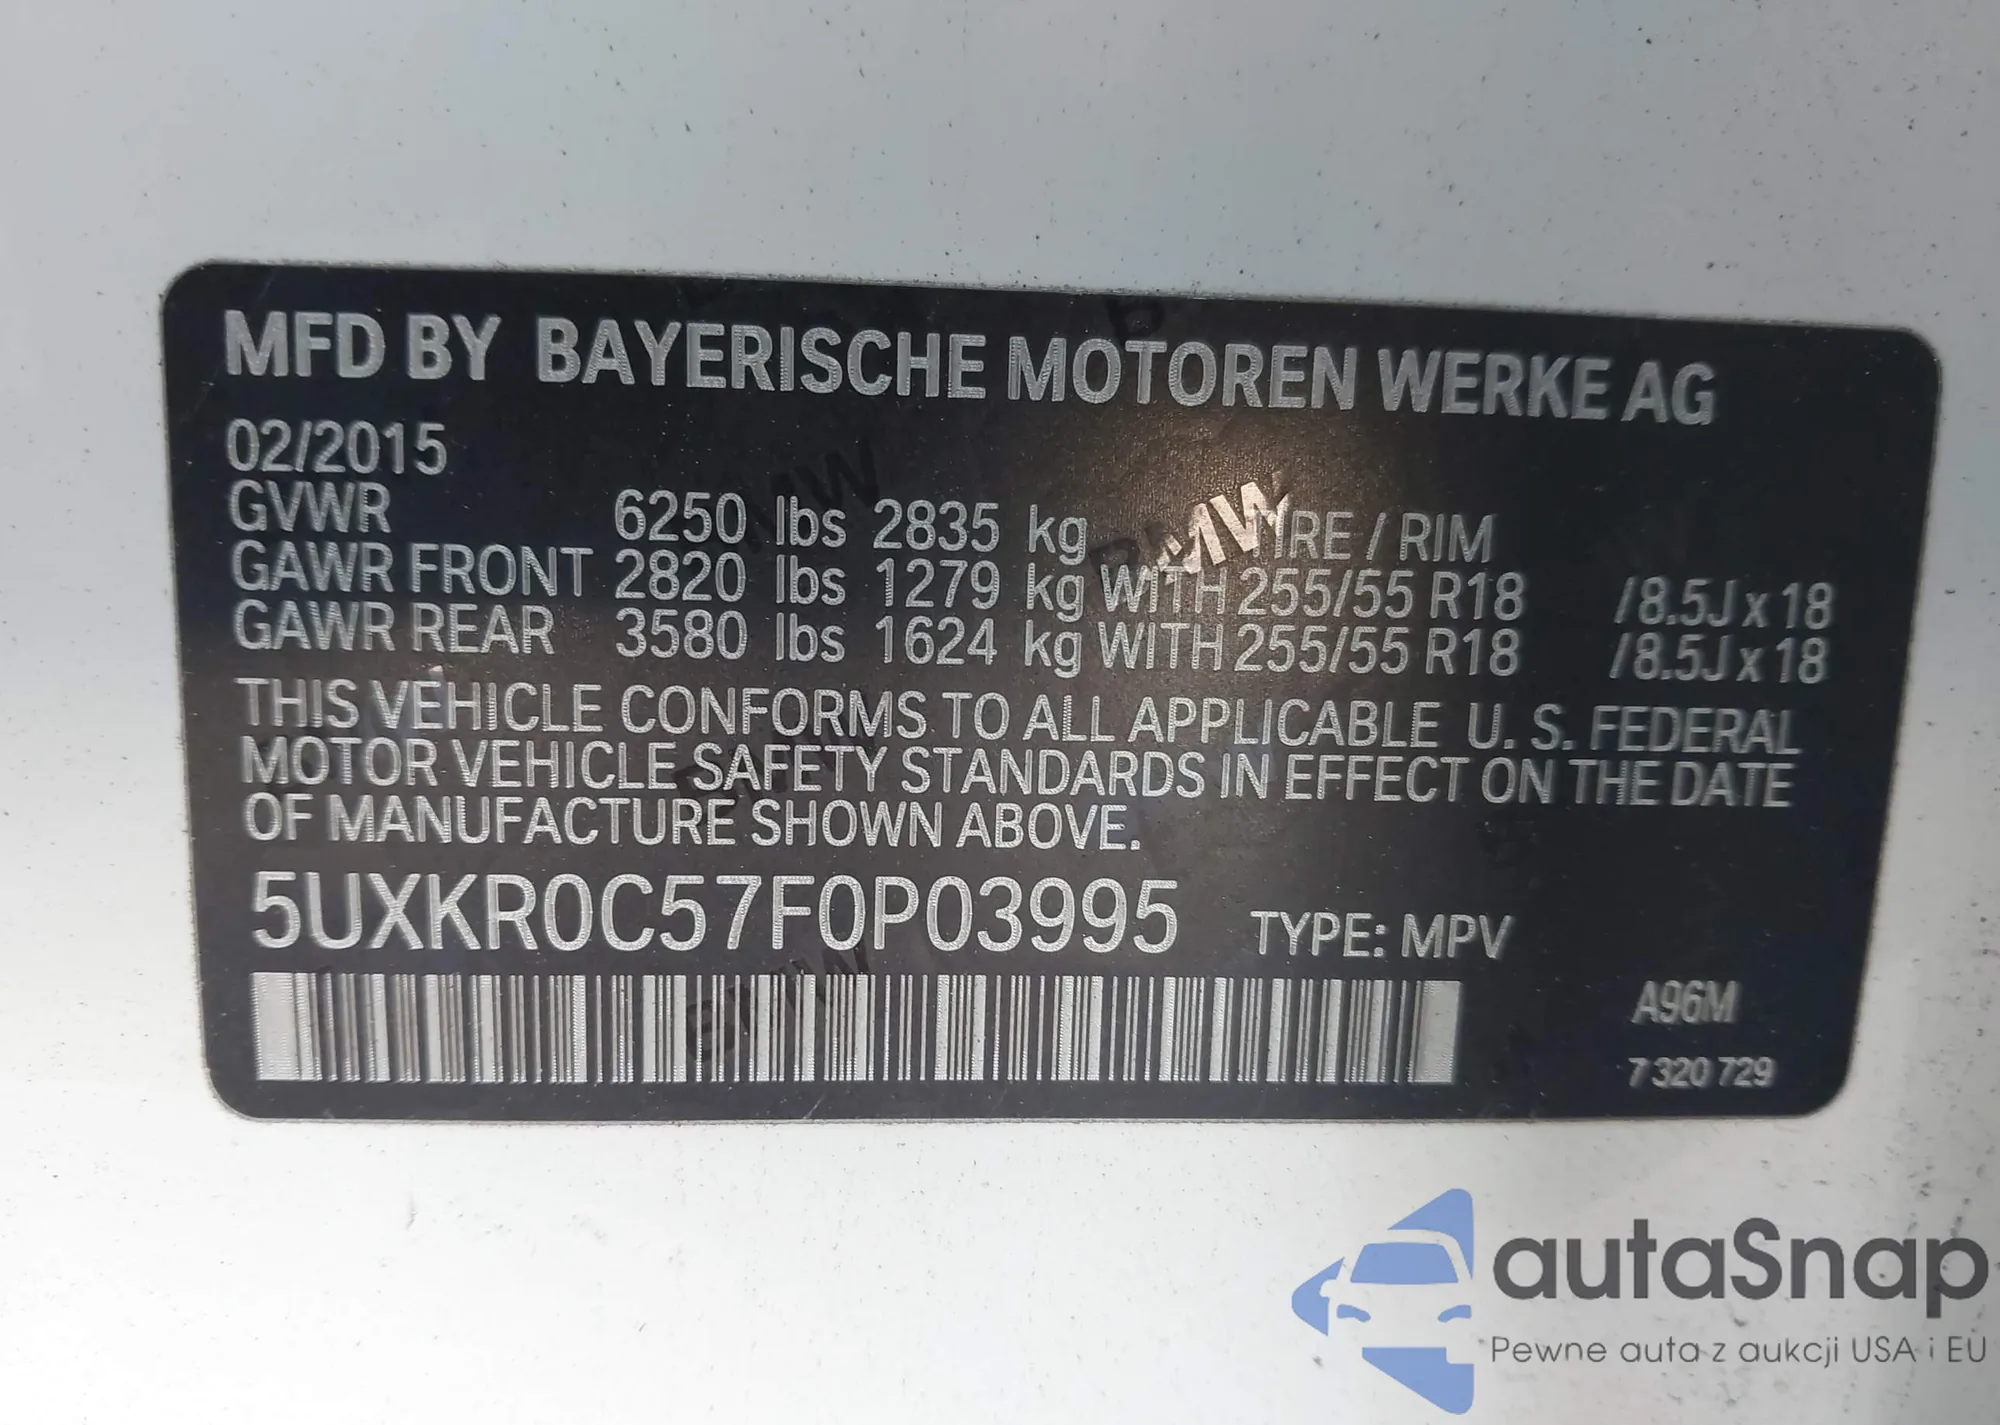 MFD BY BAYERISCHE MOTOREN WERKE AG
02/2015
GVWR 6250 lbs 2835 kg TIRE / RIM
GAWR FRONT 2820 lbs 1279 kg WITH 255/55 R18 /8.5J x 18
GAWR REAR 3580 lbs 1624 kg WITH 255/55 R18 /8.5J x 18
THIS VEHICLE CONFORMS TO ALL APPLICABLE U. S. FEDERAL
MOTOR VEHICLE SAFETY STANDARDS IN EFFECT ON THE DATE
OF MANUFACTURE SHOWN ABOVE.
5UXKR0C57F0P03995 TYPE: MPV
A96M
7 320 729
BMW
autaSnap
Pewne auta z aukcji USA i EU